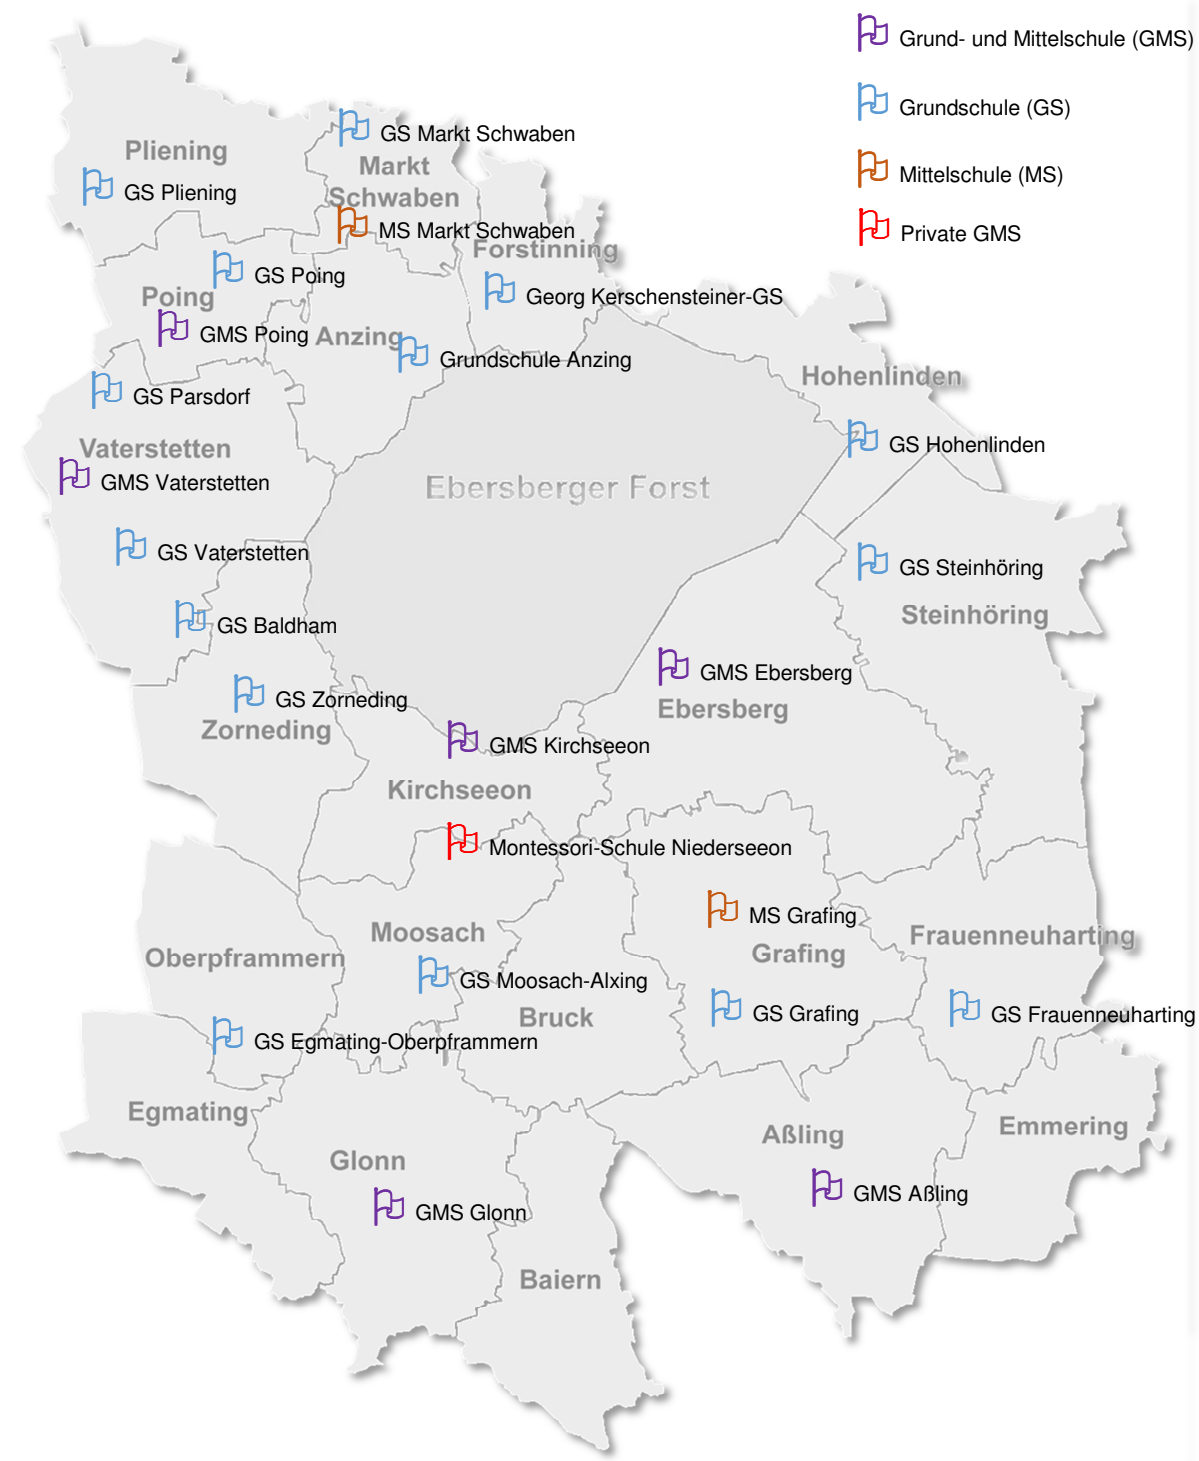 Grund- und Mittelschule (GMS)
Grundschule (GS)
Mittelschule (MS)
Private GMS
GS Markt Schwaben
Pliening
Markt
Schwaben
GS Pliening
MS Markt Schwaben
Forstinning
GS Poing
Poing
Georg Kerschensteiner-GS
GMS Poing
Anzing
Grundschule Anzing
Hohenlinden
GS Parsdorf
Vaterstetten
GS Hohenlinden
GMS Vaterstetten
Ebersberger Forst
GS Vaterstetten
GS Steinhöring
Steinhöring
GS Baldham
GMS Ebersberg
Ebersberg
GS Zorneding
Zorneding
GMS Kirchseeon
Kirchseeon
Montessori-Schule Niederseeon
MS Grafing
Moosach
Frauenneuharting
Oberpframmern
Grafing
GS Moosach-Alxing
Bruck
GS Grafing
GS Frauenneuharting
GS Egmating-Oberpframmern
Egmating
Aßling
Emmering
Glonn
GMS Aßling
GMS Glonn
Baiern